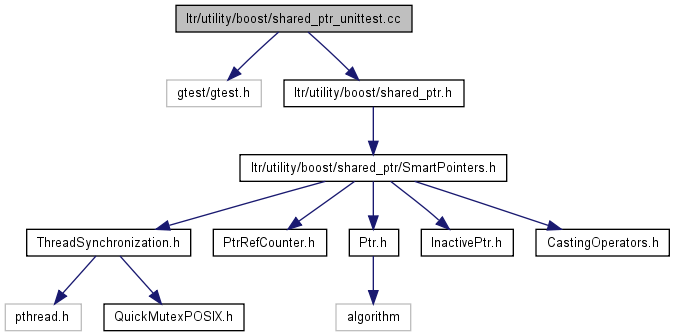 ltr/utility/boost/shared_ptr_unittest.cc
gtest/gtest.h
ltr/utility/boost/shared_ptr.h
ltr/utility/boost/shared_ptr/SmartPointers.h
ThreadSynchronization.h
PtrRefCounter.h
Ptr.h
InactivePtr.h
CastingOperators.h
pthread.h
QuickMutexPOSIX.h
algorithm